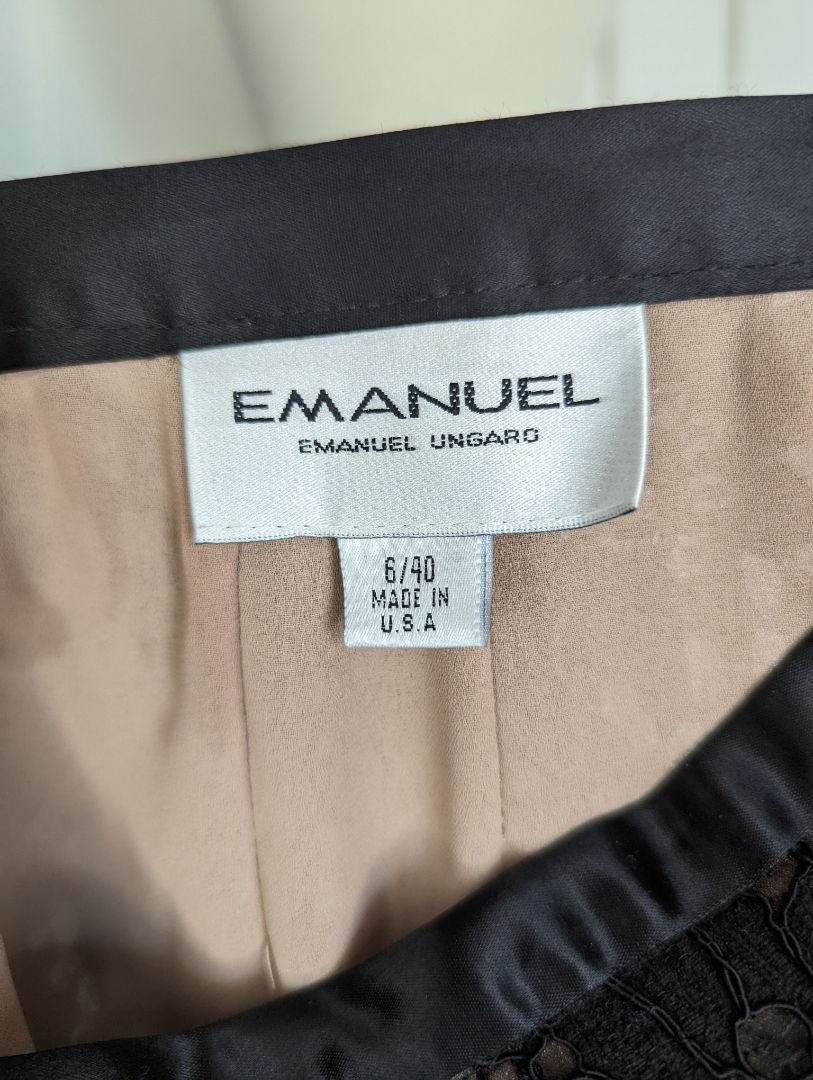 EMANUEL
EMANUEL UNGARO
6/40
MADE IN
U.S.A